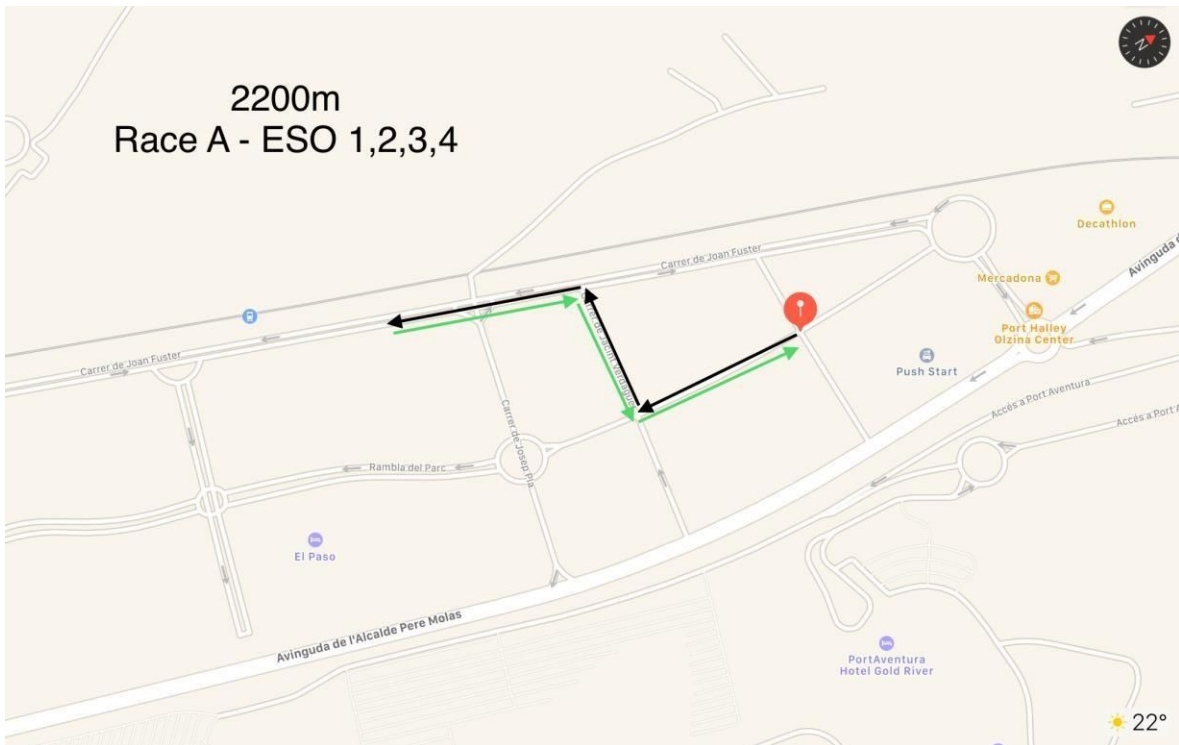 2200m
Race A - ESO 1,2,3,4
N
Decathlon
Carrer de Joan Fuster
Mercadona
Avinguda d
Port Halley
Olzina Center
Push Start
Carrer de Joan Fuster
Accés a Port Aventura
Accés a Port A
Carrer de Josep Pla
Rambla del Parc
El Paso
Avinguda de l'Alcalde Pere Molas
PortAventura
Hotel Gold River
22°